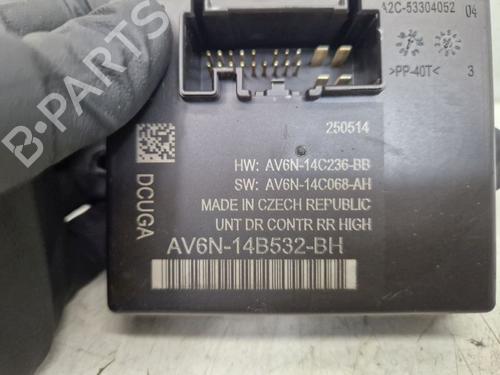 A2C-53304052 04
>PP-40T< 3
250514
HW: AV6N-14C236-BB
SW: AV6N-14C068-AH
MADE IN CZECH REPUBLIC
UNT DR CONTR RR HIGH
DCUGA
AV6N-14B532-BH
B-PARTS